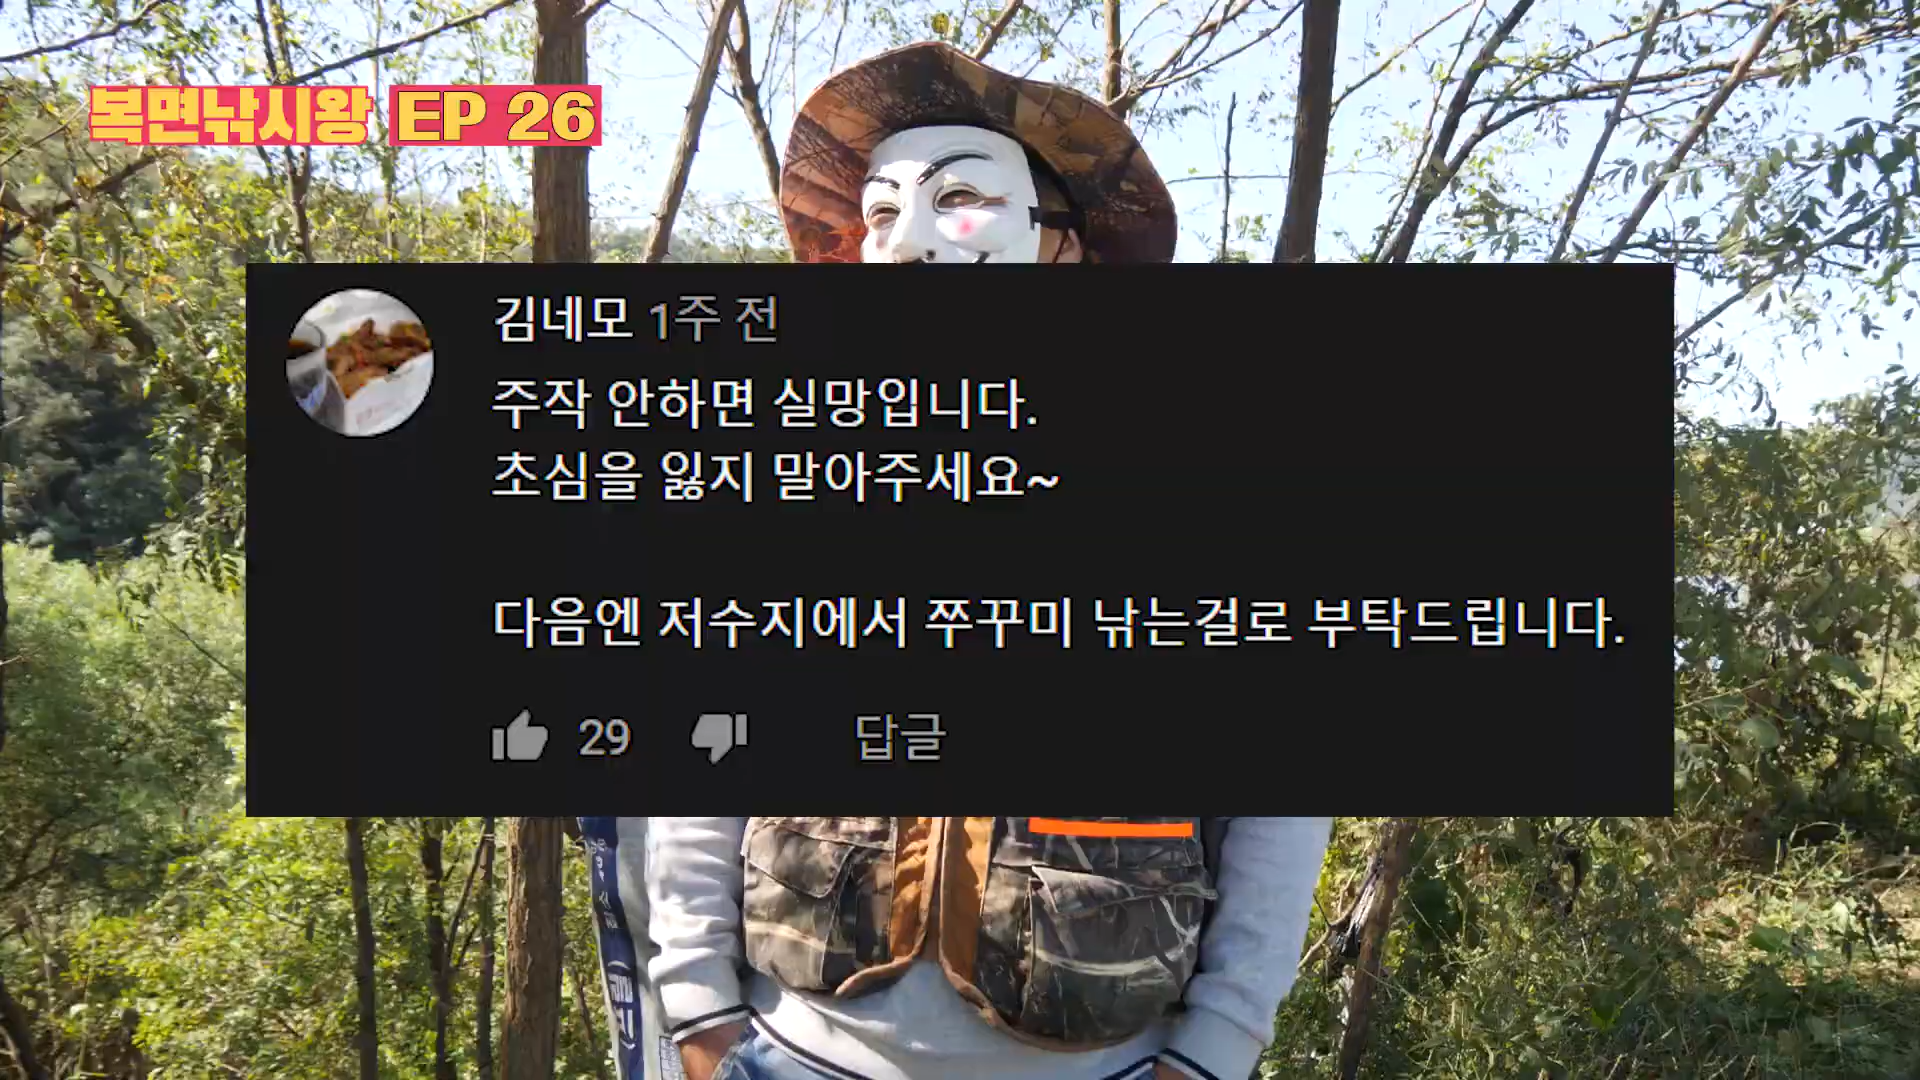 복면낚시왕 EP 26
김네모 1주 전
주작 안하면 실망입니다.
초심을 잃지 말아주세요~
다음엔 저수지에서 쭈꾸미 낚는걸로 부탁드립니다.
29 답글